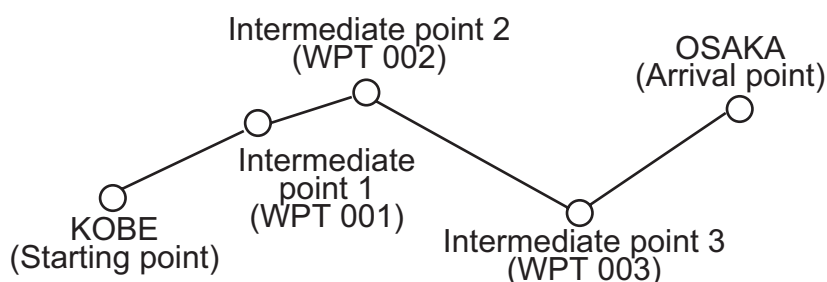 Intermediate point 2
(WPT 002)
OSAKA
(Arrival point)
Intermediate
point 1
(WPT 001)
KOBE
(Starting point)
Intermediate point 3
(WPT 003)